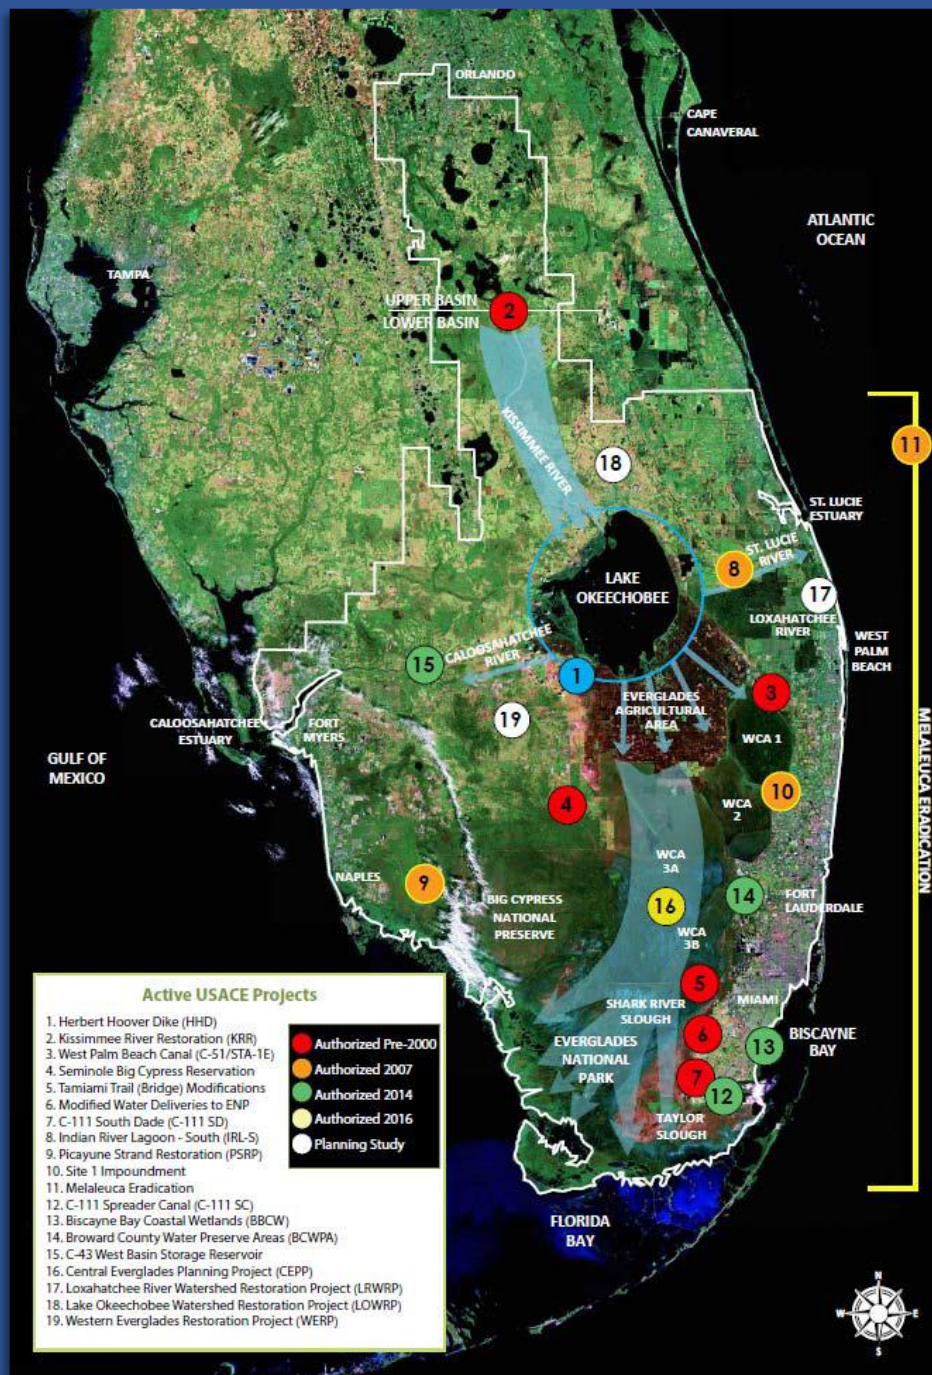 ORLANDO
CAPE
CANAVERAL
ATLANTIC
OCEAN
TAMPA
UPPER BASIN
LOWER BASIN
2
KISSIMMEE RIVER
18
11
ST. LUCIE
ESTUARY
ST. LUCIE
RIVER
8
LAKE
OKEECHOBEE
17
LOXAHATCHEE
RIVER
WEST
PALM
BEACH
CALOOSAHATCHEE
RIVER
15
1
3
EVERGLADES
AGRICULTURAL
AREA
19
CALOOSAHATCHEE
ESTUARY
FORT
MYERS
WCA 1
GULF OF
MEXICO
MELALEUCA ERADICATION
4
10
WCA
2
WCA
3A
NAPLES
9
BIG CYPRESS
NATIONAL
PRESERVE
16
14
FORT
LAUDERDALE
WCA
3B
5
SHARK RIVER
SLOUGH
MIAMI
6
13
BISCAYNE
BAY
EVERGLADES
NATIONAL
PARK
7
12
TAYLOR
SLOUGH
FLORIDA
BAY
Active USACE Projects
1. Herbert Hoover Dike (HHD)
2. Kissimmee River Restoration (KRR)
3. West Palm Beach Canal (C-51/STA-1E)
4. Seminole Big Cypress Reservation
5. Tamiami Trail (Bridge) Modifications
6. Modified Water Deliveries to ENP
7. C-111 South Dade (C-111 SD)
8. Indian River Lagoon - South (IRL-S)
9. Picayune Strand Restoration (PSRP)
10. Site 1 Impoundment
11. Melaleuca Eradication
12. C-111 Spreader Canal (C-111 SC)
13. Biscayne Bay Coastal Wetlands (BBCW)
14. Broward County Water Preserve Areas (BCWPA)
15. C-43 West Basin Storage Reservoir
16. Central Everglades Planning Project (CEPP)
17. Loxahatchee River Watershed Restoration Project (LRWRP)
18. Lake Okeechobee Watershed Restoration Project (LOWRP)
19. Western Everglades Restoration Project (WERP)
Authorized Pre-2000
Authorized 2007
Authorized 2014
Authorized 2016
Planning Study
N
W
E
S